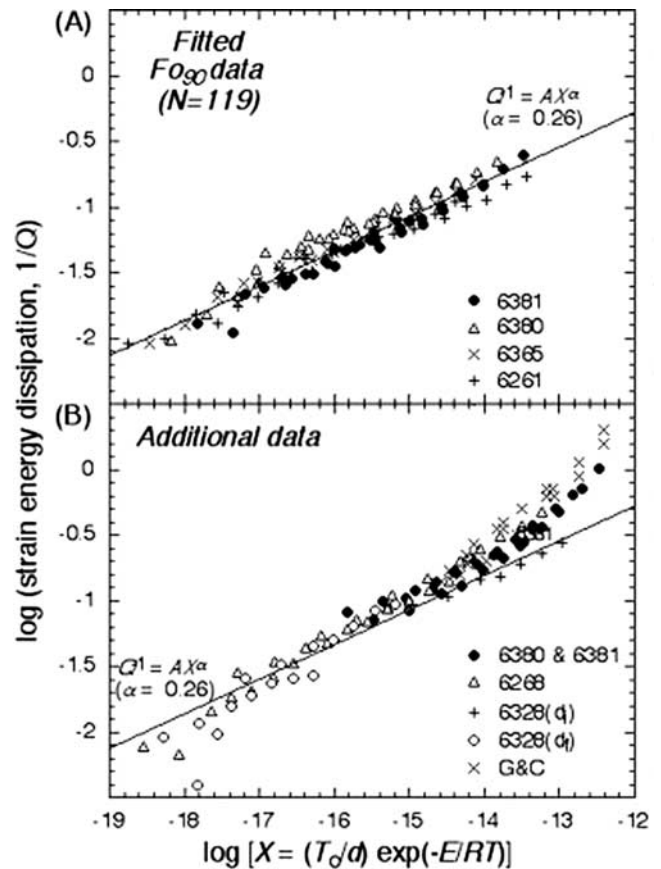 (A)
Fitted
Fo90 data
(N=119)
Q1 = AXα
(α= 0.26)
0
-0.5
-1
-1.5
-2
6381
6380
6365
6261
(B)
Additional data
0
-0.5
-1
-1.5
-2
Q1 = AXα
(α= 0.26)
6380 & 6381
6268
6328(di)
6328(df)
G&C
-19 -18 -17 -16 -15 -14 -13 -12
log [X = (To/d) exp(-E/RT)]
log (strain energy dissipation, 1/Q)